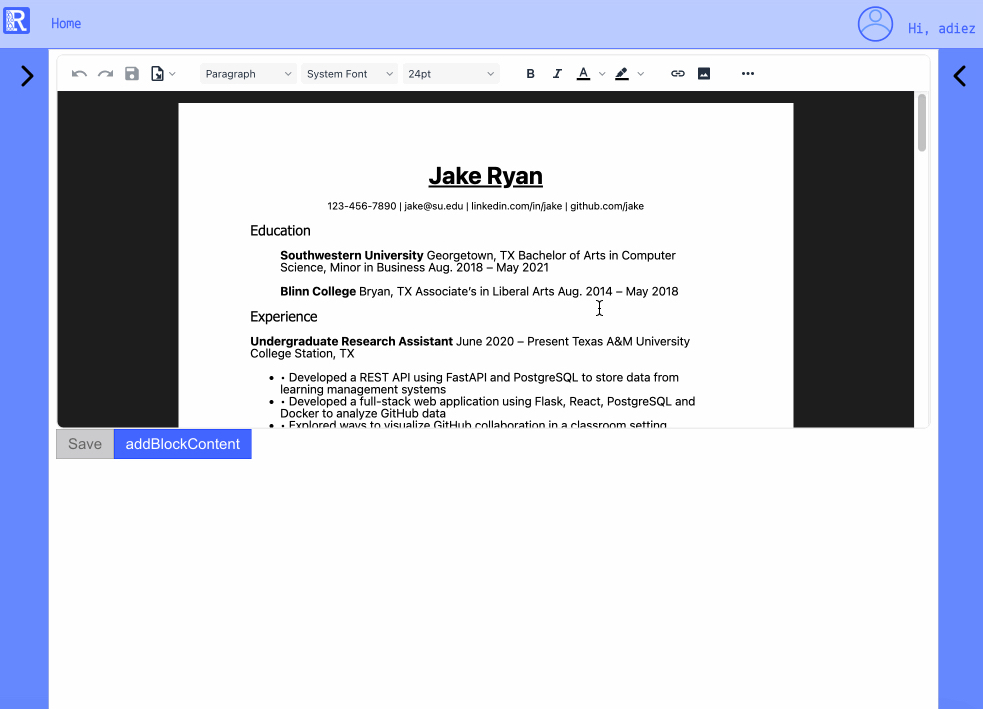 R
Home
Hi, adiez
Paragraph System Font 24pt B I A
Jake Ryan
123-456-7890 | jake@su.edu | linkedin.com/in/jake | github.com/jake
Education
Southwestern University Georgetown, TX Bachelor of Arts in Computer
Science, Minor in Business Aug. 2018 – May 2021
Blinn College Bryan, TX Associate's in Liberal Arts Aug. 2014 – May 2018
Experience
Undergraduate Research Assistant June 2020 – Present Texas A&M University
College Station, TX
• • Developed a REST API using FastAPI and PostgreSQL to store data from
learning management systems
• • Developed a full-stack web application using Flask, React, PostgreSQL and
Docker to analyze GitHub data
• • Explored ways to visualize GitHub collaboration in a classroom setting
Save addBlockContent